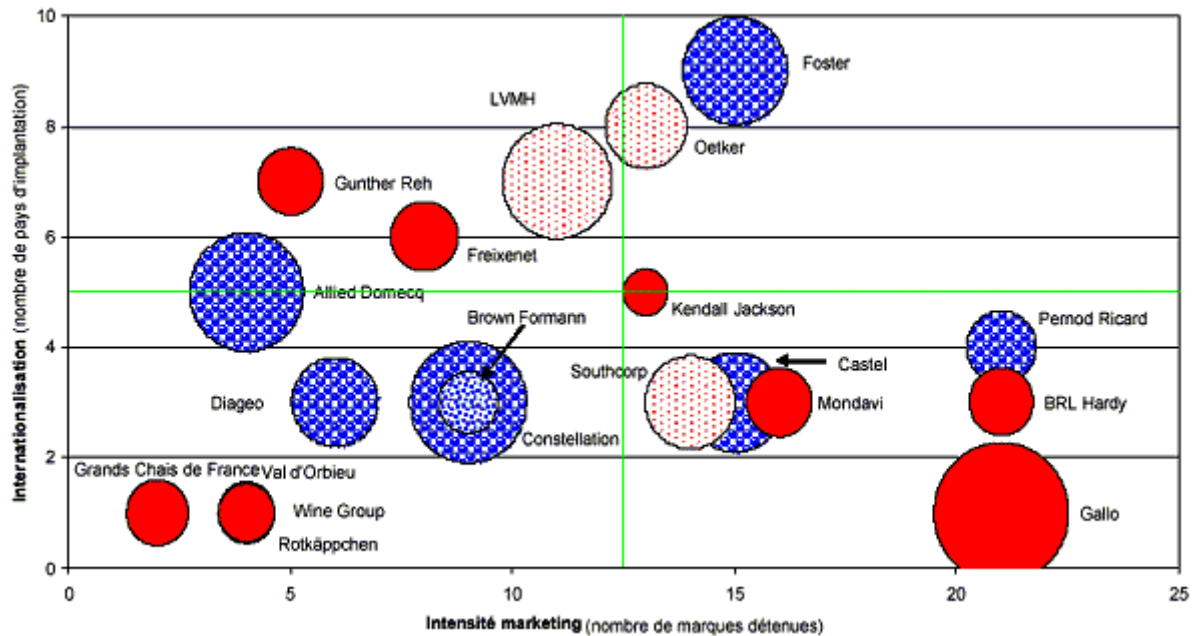 Internationalisation (nombre de pays d'implantation)
10
8
6
4
2
0
Foster
LVMH
Oetker
Gunther Reh
Freixenet
Allied Domecq
Kendall Jackson
Brown Formann
Pernod Ricard
Southcorp
Castel
Diageo
Mondavi
BRL Hardy
Constellation
Grands Chais de France
Val d'Orbieu
Wine Group
Gallo
Rotkäppchen
0
5
10
15
20
25
Intensité marketing (nombre de marques détenues)